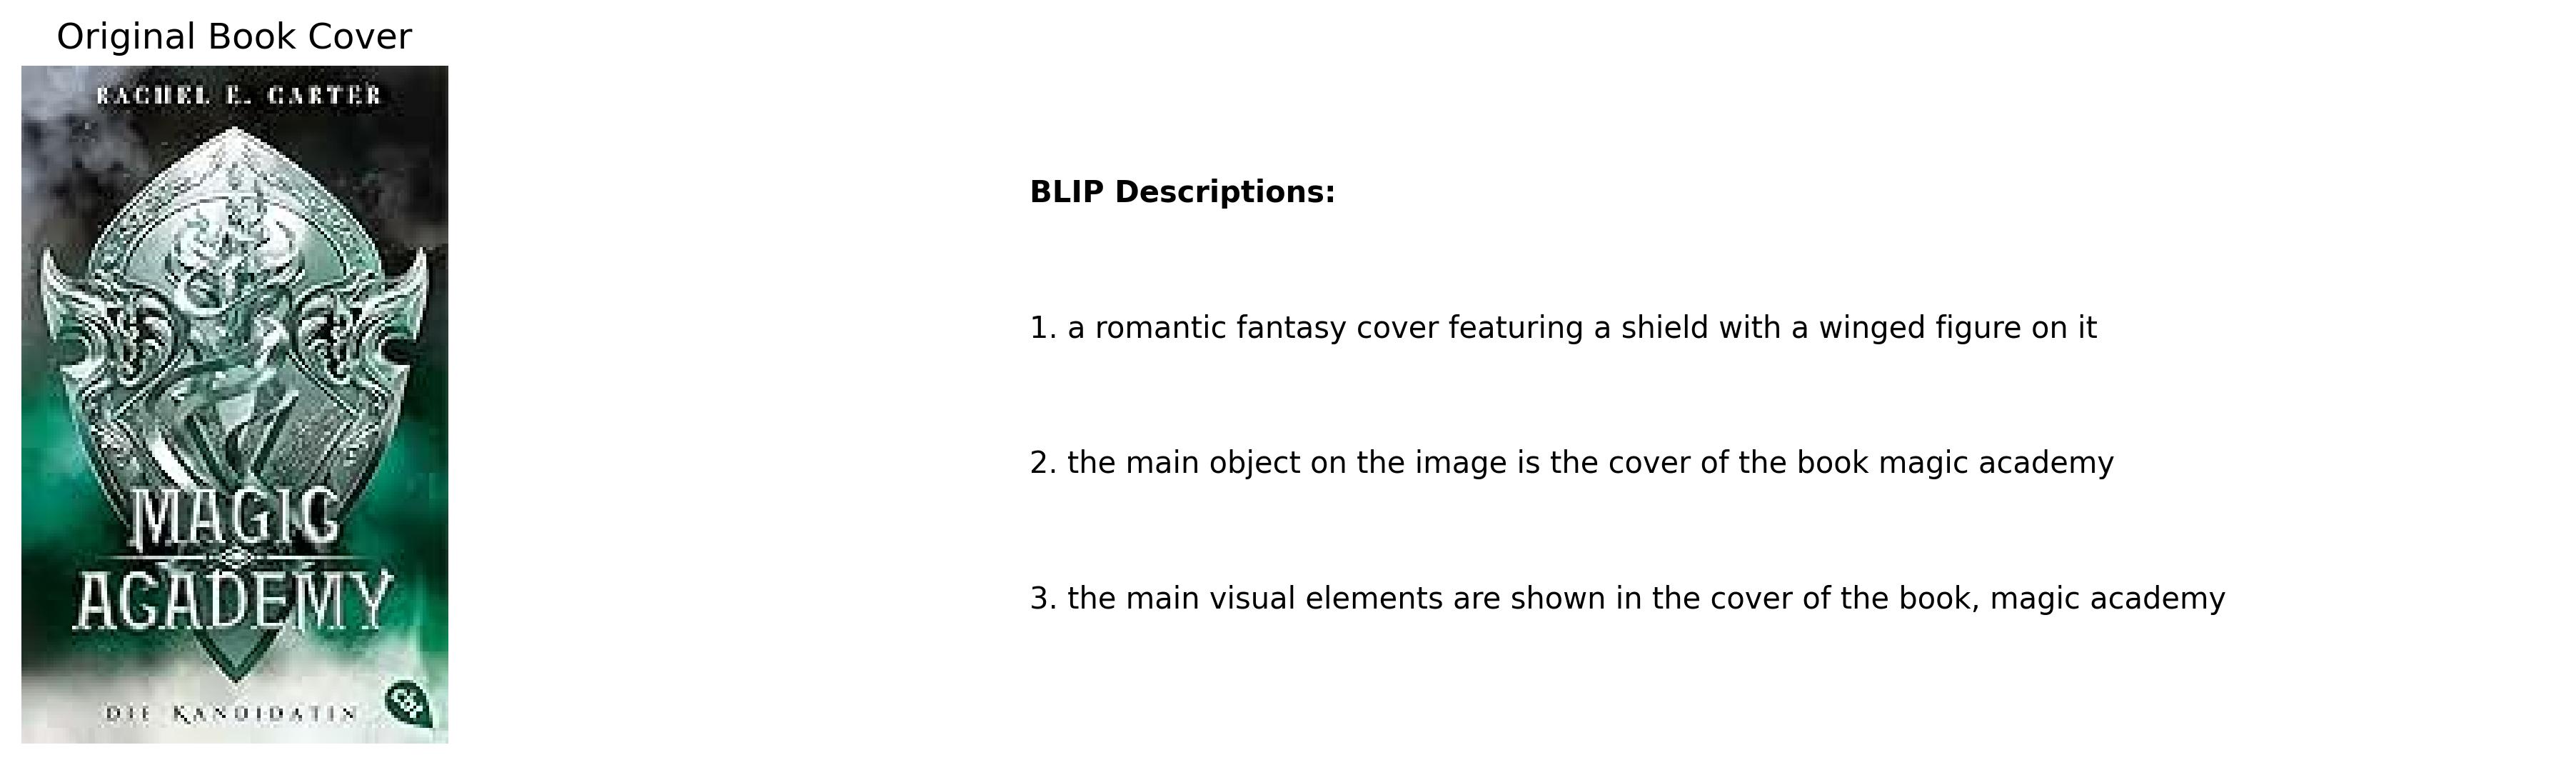 Original Book Cover
RACHEL E. CARTER
MAGIC
ACADEMY
DIE KANDIDATIN
cbt
BLIP Descriptions:
1. a romantic fantasy cover featuring a shield with a winged figure on it
2. the main object on the image is the cover of the book magic academy
3. the main visual elements are shown in the cover of the book, magic academy